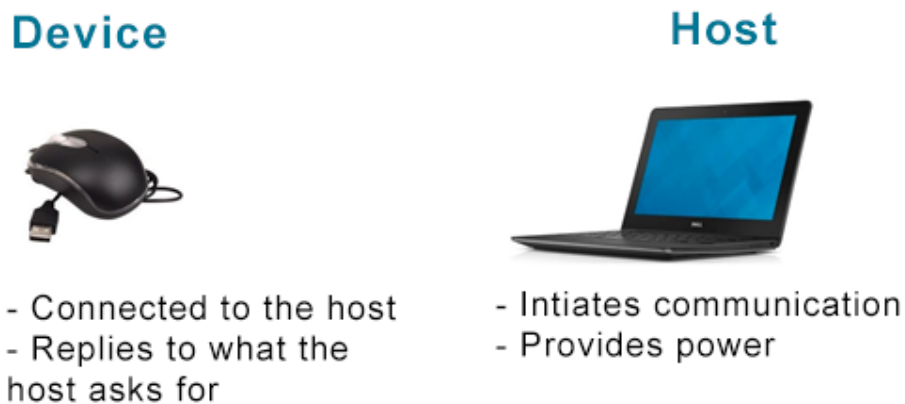 Device
- Connected to the host
- Replies to what the
host asks for
Host
- Intiates communication
- Provides power